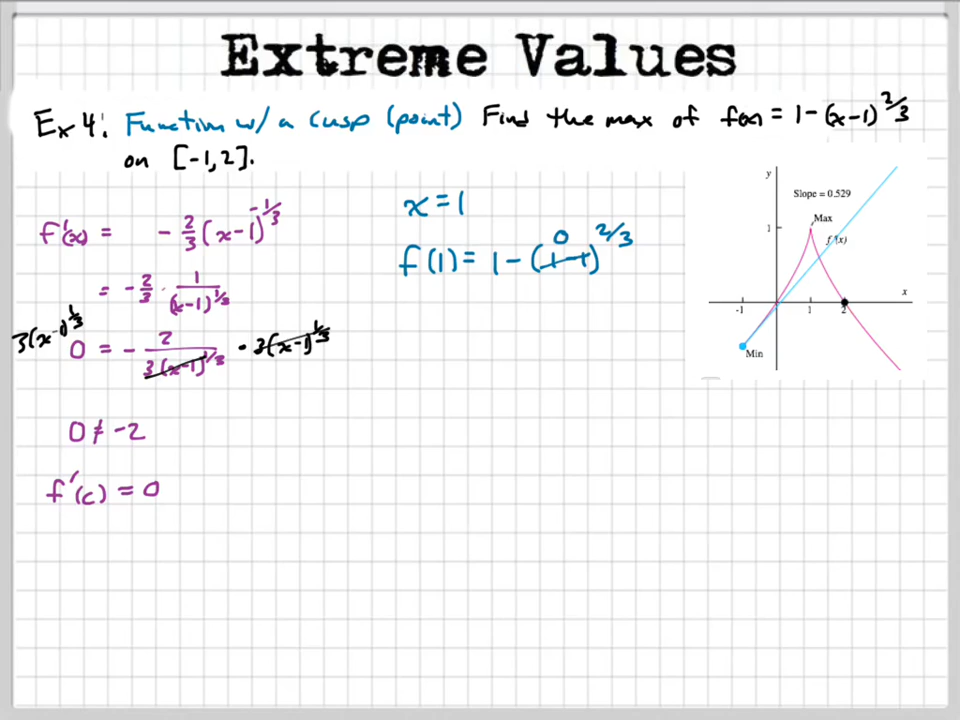 Extreme Values
Ex 4: Function w/ a cusp (point) Find the max of f(x) = 1-(x-1)^2/3
on [-1,2].
f'(x) = -2/3(x-1)^-1/3
= -2/3 · 1/(x-1)^1/3
3(x-1)^1/3 0 = - 2/3(x-1)^1/3 · 3(x-1)^1/3
0 ≠ -2
f'(c) = 0
x = 1
f(1) = 1-(1-1)^2/3
0
y
Slope = 0.529
Max
1
f'(x)
x
-1 1 2
Min